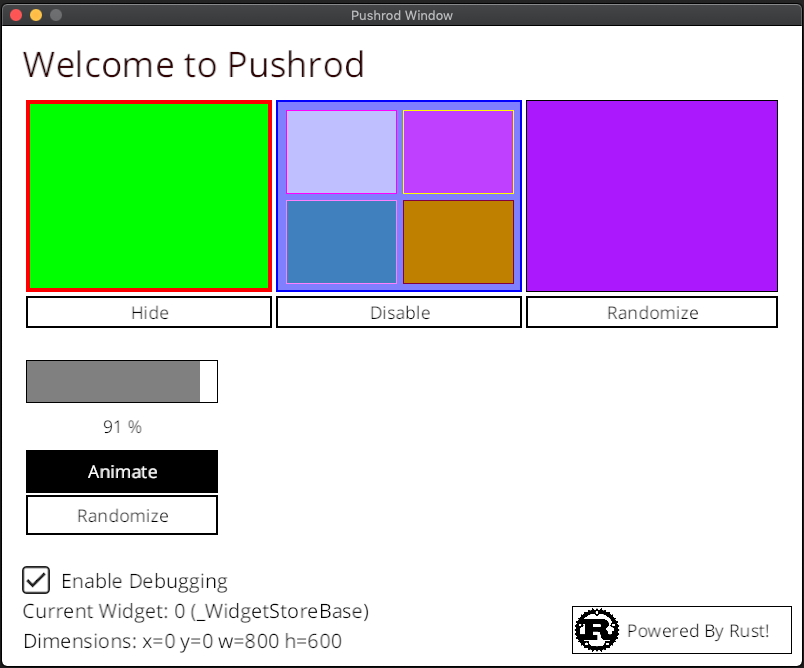 Pushrod Window
Welcome to Pushrod
Hide
Disable
Randomize
91 %
Animate
Randomize
Enable Debugging
Current Widget: 0 (_WidgetStoreBase)
Dimensions: x=0 y=0 w=800 h=600
R
Powered By Rust!